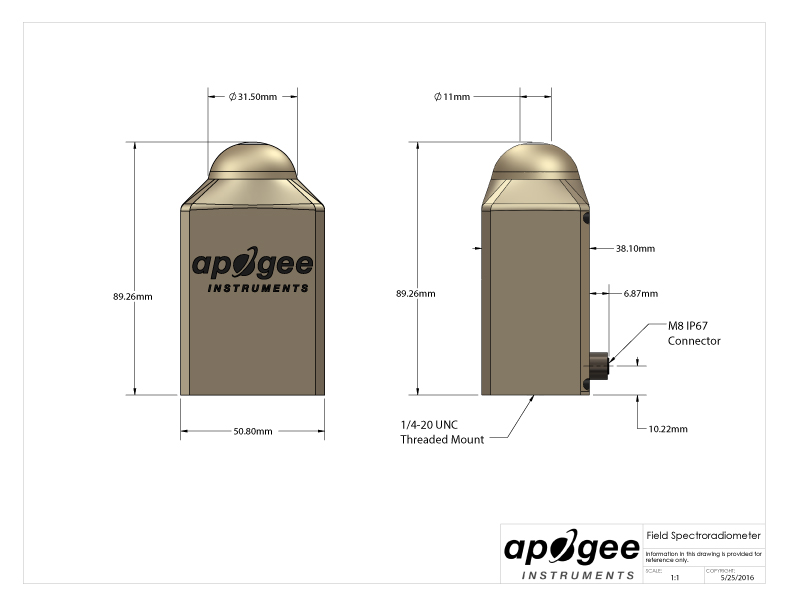 Ø31.50mm
Ø11mm
apogee
INSTRUMENTS
89.26mm
50.80mm
89.26mm
38.10mm
6.87mm
M8 IP67
Connector
1/4-20 UNC
Threaded Mount
10.22mm
apogee
INSTRUMENTS
Field Spectroradiometer
Information in this drawing is provided for
reference only.
SCALE:
1:1
COPYRIGHT:
5/25/2016